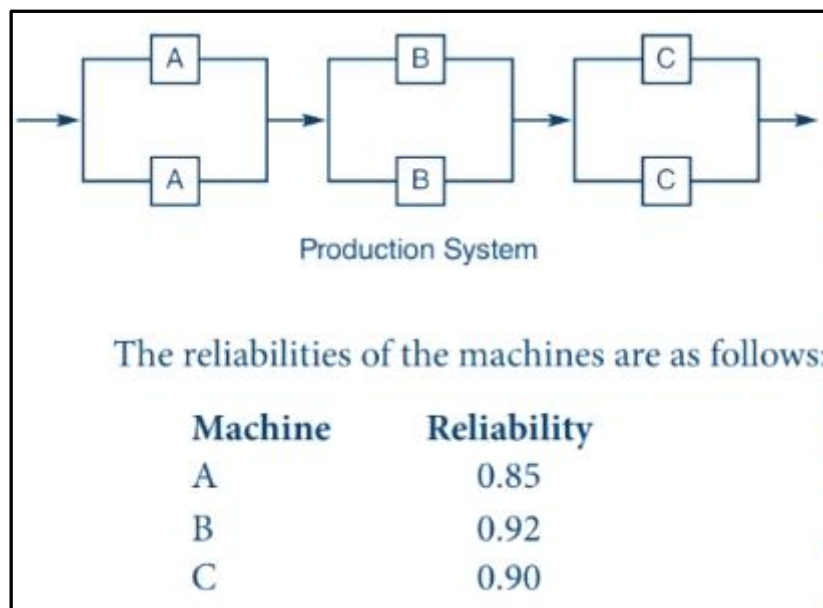 A B C
A B C
Production System
The reliabilities of the machines are as follows:
Machine Reliability
A 0.85
B 0.92
C 0.90